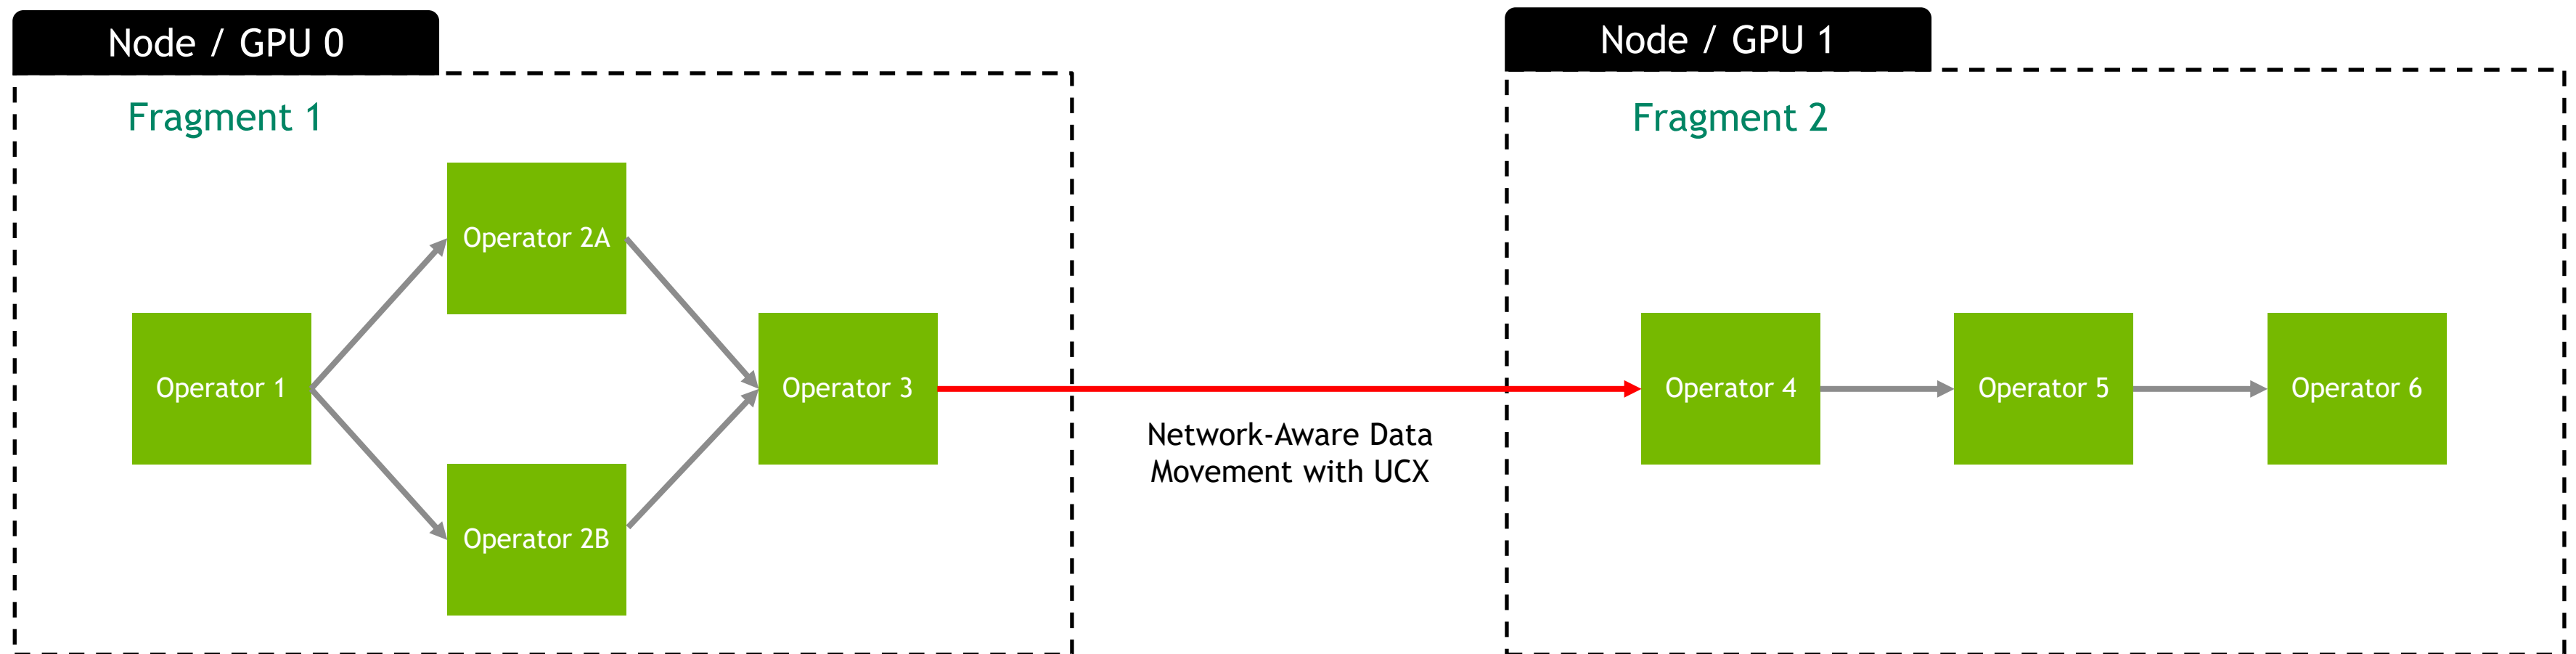 Node / GPU 0
Fragment 1
Operator 1
Operator 2A
Operator 2B
Operator 3
Network-Aware Data
Movement with UCX
Node / GPU 1
Fragment 2
Operator 4
Operator 5
Operator 6